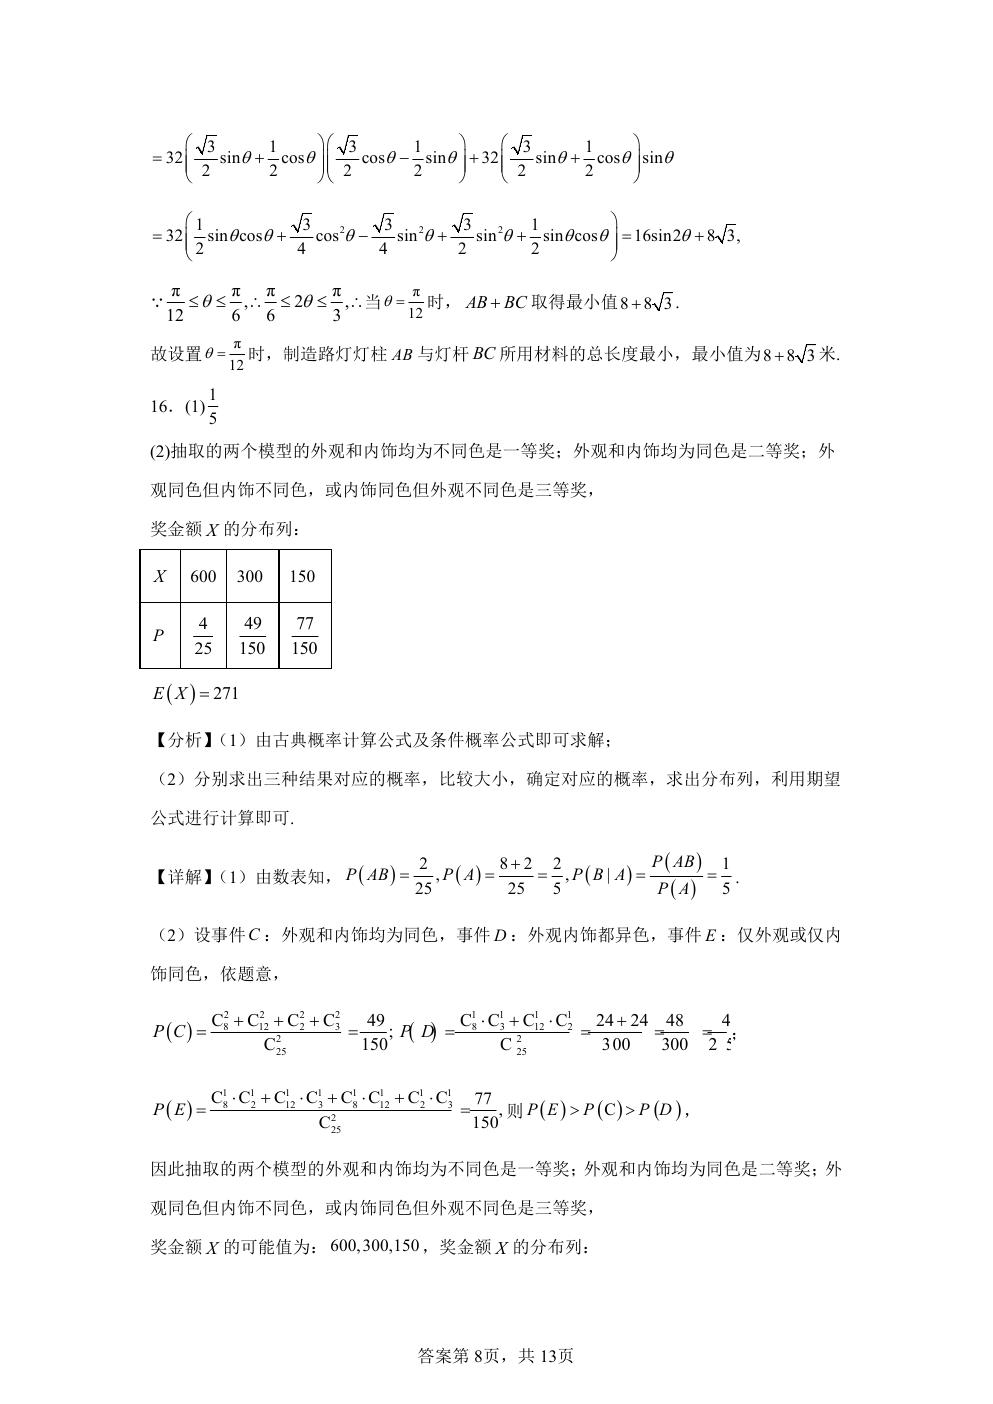 =32(√3/2 sinθ+1/2 cosθ)(√3/2 cosθ−1/2 sinθ)+32(√3/2 sinθ+1/2 cosθ)sinθ
=32(1/2 sinθcosθ+√3/4 cos²θ−√3/4 sin²θ+√3/2 sin²θ+1/2 sinθcosθ)=16sin2θ+8√3,
∵ π/12≤θ≤π/6,∴π/6≤2θ≤π/3,∴当θ=π/12时，AB+BC取得最小值8+8√3.
故设置θ=π/12时，制造路灯灯柱AB与灯杆BC所用材料的总长度最小，最小值为8+8√3米.
16．(1)1/5
(2)抽取的两个模型的外观和内饰均为不同色是一等奖；外观和内饰均为同色是二等奖；外
观同色但内饰不同色，或内饰同色但外观不同色是三等奖，
奖金额X的分布列：
X 600 300 150
P 4/25 49/150 77/150
E(X)=271
【分析】（1）由古典概率计算公式及条件概率公式即可求解；
（2）分别求出三种结果对应的概率，比较大小，确定对应的概率，求出分布列，利用期望
公式进行计算即可.
【详解】（1）由数表知，P(AB)=2/25,P(A)=(8+2)/25=2/5,P(B|A)=P(AB)/P(A)=1/5.
（2）设事件C：外观和内饰均为同色，事件D：外观内饰都异色，事件E：仅外观或仅内
饰同色，依题意，
P(C)=(C₈²+C₁₂²+C₂²+C₃²)/C₂₅²=49/150; P(D)=(C₈¹·C₃¹+C₁₂¹·C₂¹)/C₂₅²=(24+24)/300=48/300=4/25;
P(E)=(C₈¹·C₂¹+C₁₂¹·C₃¹+C₈¹·C₁₂¹+C₂¹·C₃¹)/C₂₅²=77/150,则P(E)>P(C)>P(D)，
因此抽取的两个模型的外观和内饰均为不同色是一等奖；外观和内饰均为同色是二等奖；外
观同色但内饰不同色，或内饰同色但外观不同色是三等奖，
奖金额X的可能值为：600,300,150，奖金额X的分布列：
答案第8页，共13页